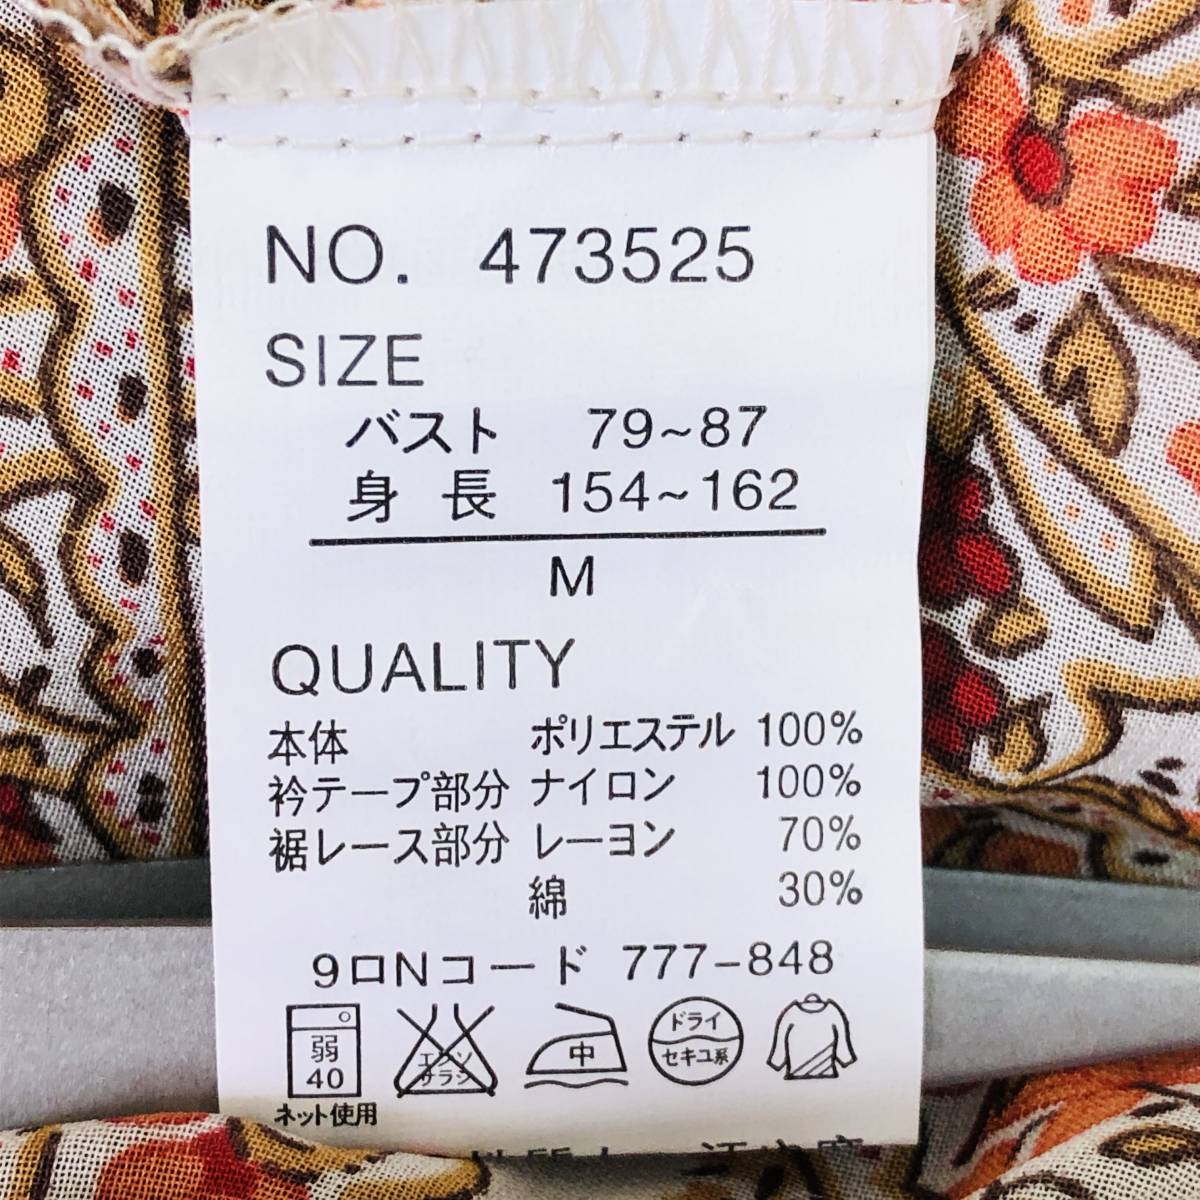 NO. 473525
SIZE
バスト 79~87
身長 154~162
M
QUALITY
本体 ポリエステル 100%
衿テープ部分 ナイロン 100%
裾レース部分 レーヨン 70%
綿 30%
9ロNコード 777-848
弱
40
ネット使用
エンソ
サラシ
中
ドライ
セキユ系